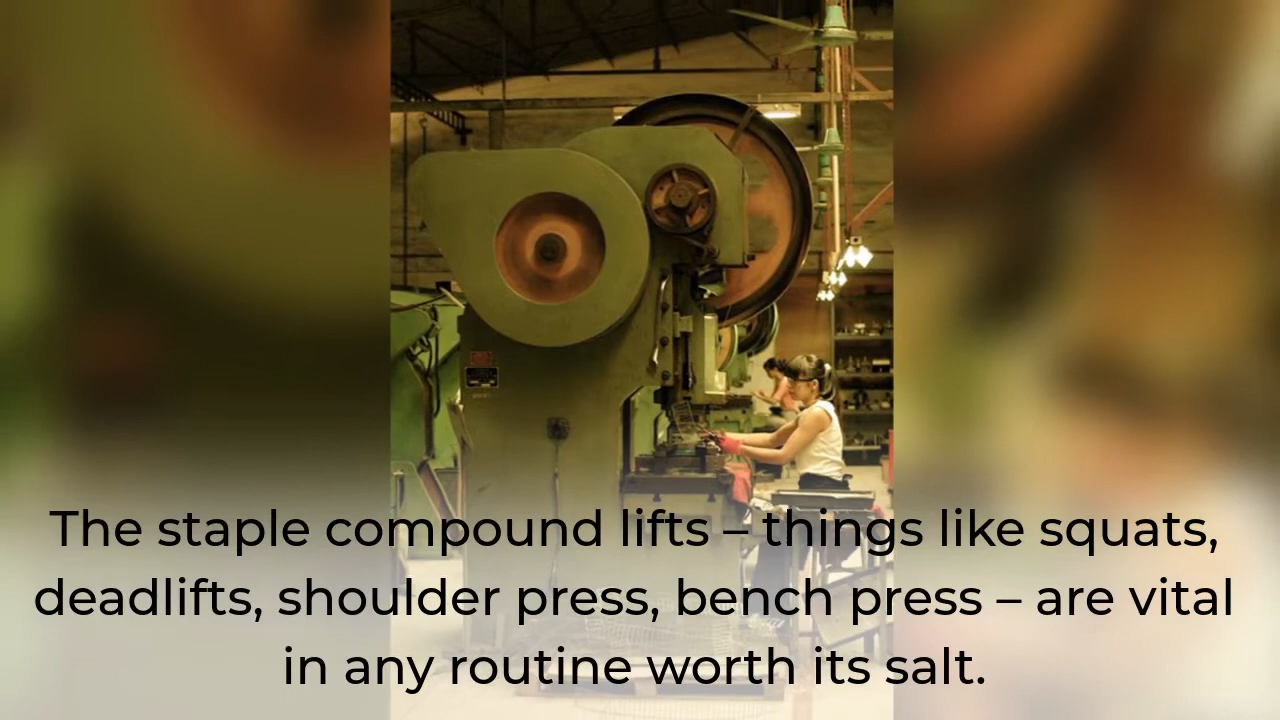 The staple compound lifts – things like squats,
deadlifts, shoulder press, bench press – are vital
in any routine worth its salt.